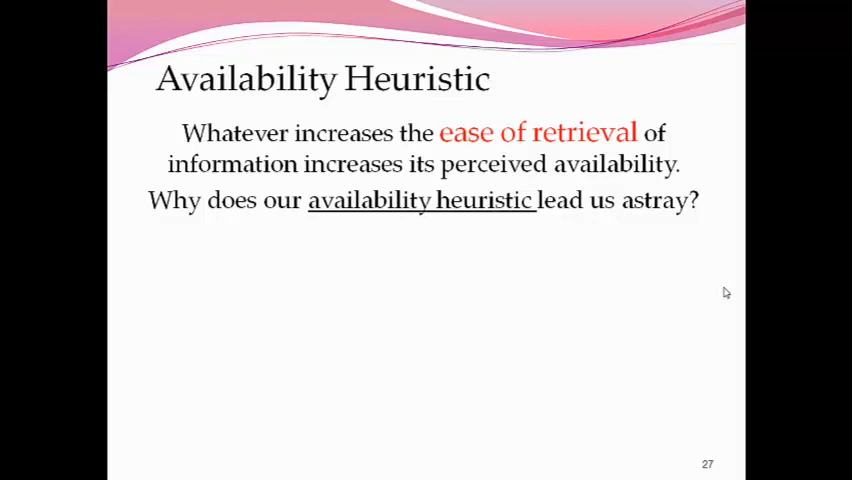 Availability Heuristic
Whatever increases the ease of retrieval of
information increases its perceived availability.
Why does our availability heuristic lead us astray?
27